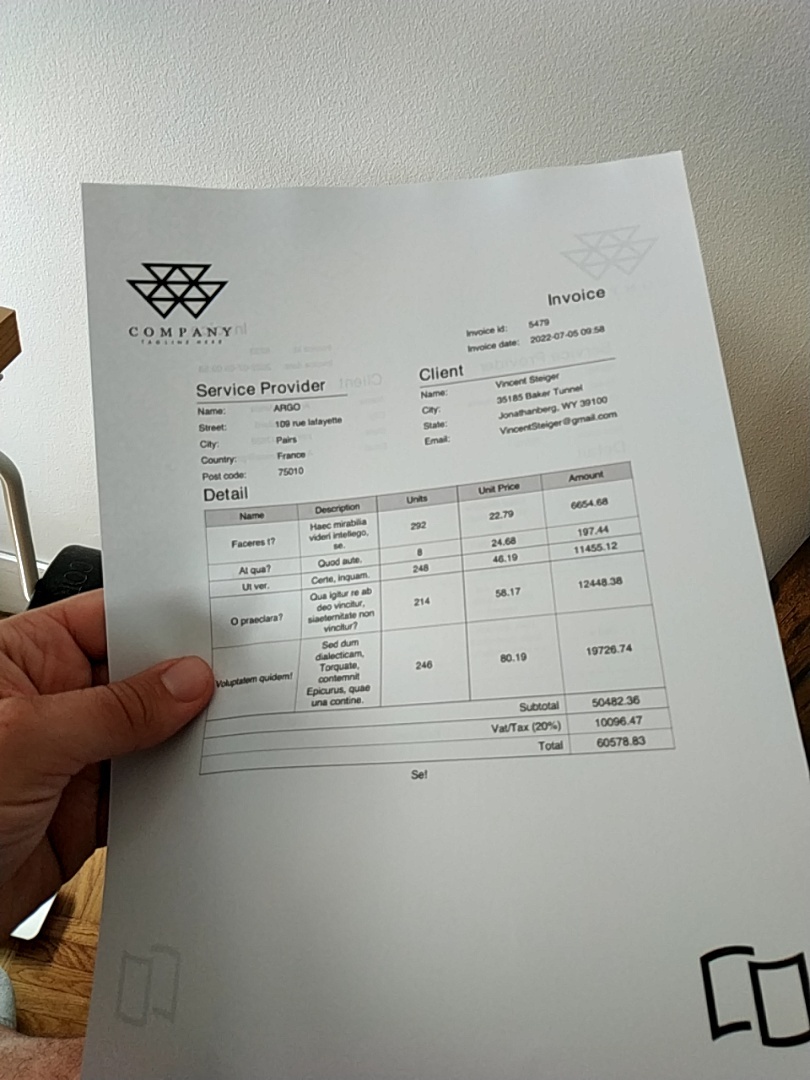 COMPANY
TAGLINE HERE
Invoice
Invoice id: 5479
Invoice date: 2022-07-05 09:58
Service Provider
Name: ARGO
Street: 109 rue lafayette
City: Pairs
Country: France
Post code: 75010
Client
Name: Vincent Steiger
City: 35185 Baker Tunnel
State: Jonathanberg, WY 39100
Email: VincentSteiger@gmail.com
Detail
Name Description Units Unit Price Amount
Faceres t? Haec mirabilia videri intellego, se. 292 22.79 6654.68
At qua? Quod aute. 8 24.68 197.44
Ut ver. Certe, inquam. 248 46.19 11455.12
O praeclara? Qua igitur re ab deo vincitur, siaeternitate non vincitur? 214 58.17 12448.38
Voluptatem quidem! Sed dum dialecticam, Torquate, contemnit Epicurus, quae una contine. 246 80.19 19726.74
Subtotal 50482.36
Vat/Tax (20%) 10096.47
Total 60578.83
Se!